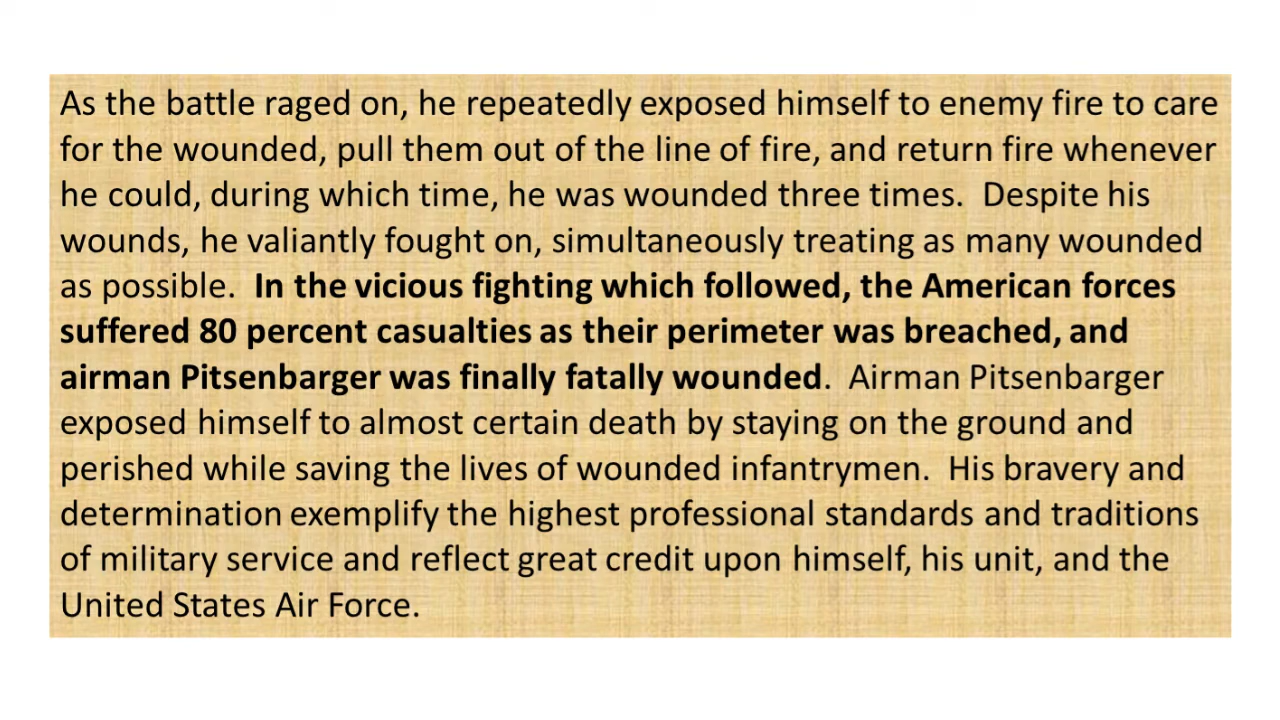 As the battle raged on, he repeatedly exposed himself to enemy fire to care
for the wounded, pull them out of the line of fire, and return fire whenever
he could, during which time, he was wounded three times.  Despite his
wounds, he valiantly fought on, simultaneously treating as many wounded
as possible.  In the vicious fighting which followed, the American forces
suffered 80 percent casualties as their perimeter was breached, and
airman Pitsenbarger was finally fatally wounded.  Airman Pitsenbarger
exposed himself to almost certain death by staying on the ground and
perished while saving the lives of wounded infantrymen.  His bravery and
determination exemplify the highest professional standards and traditions
of military service and reflect great credit upon himself, his unit, and the
United States Air Force.